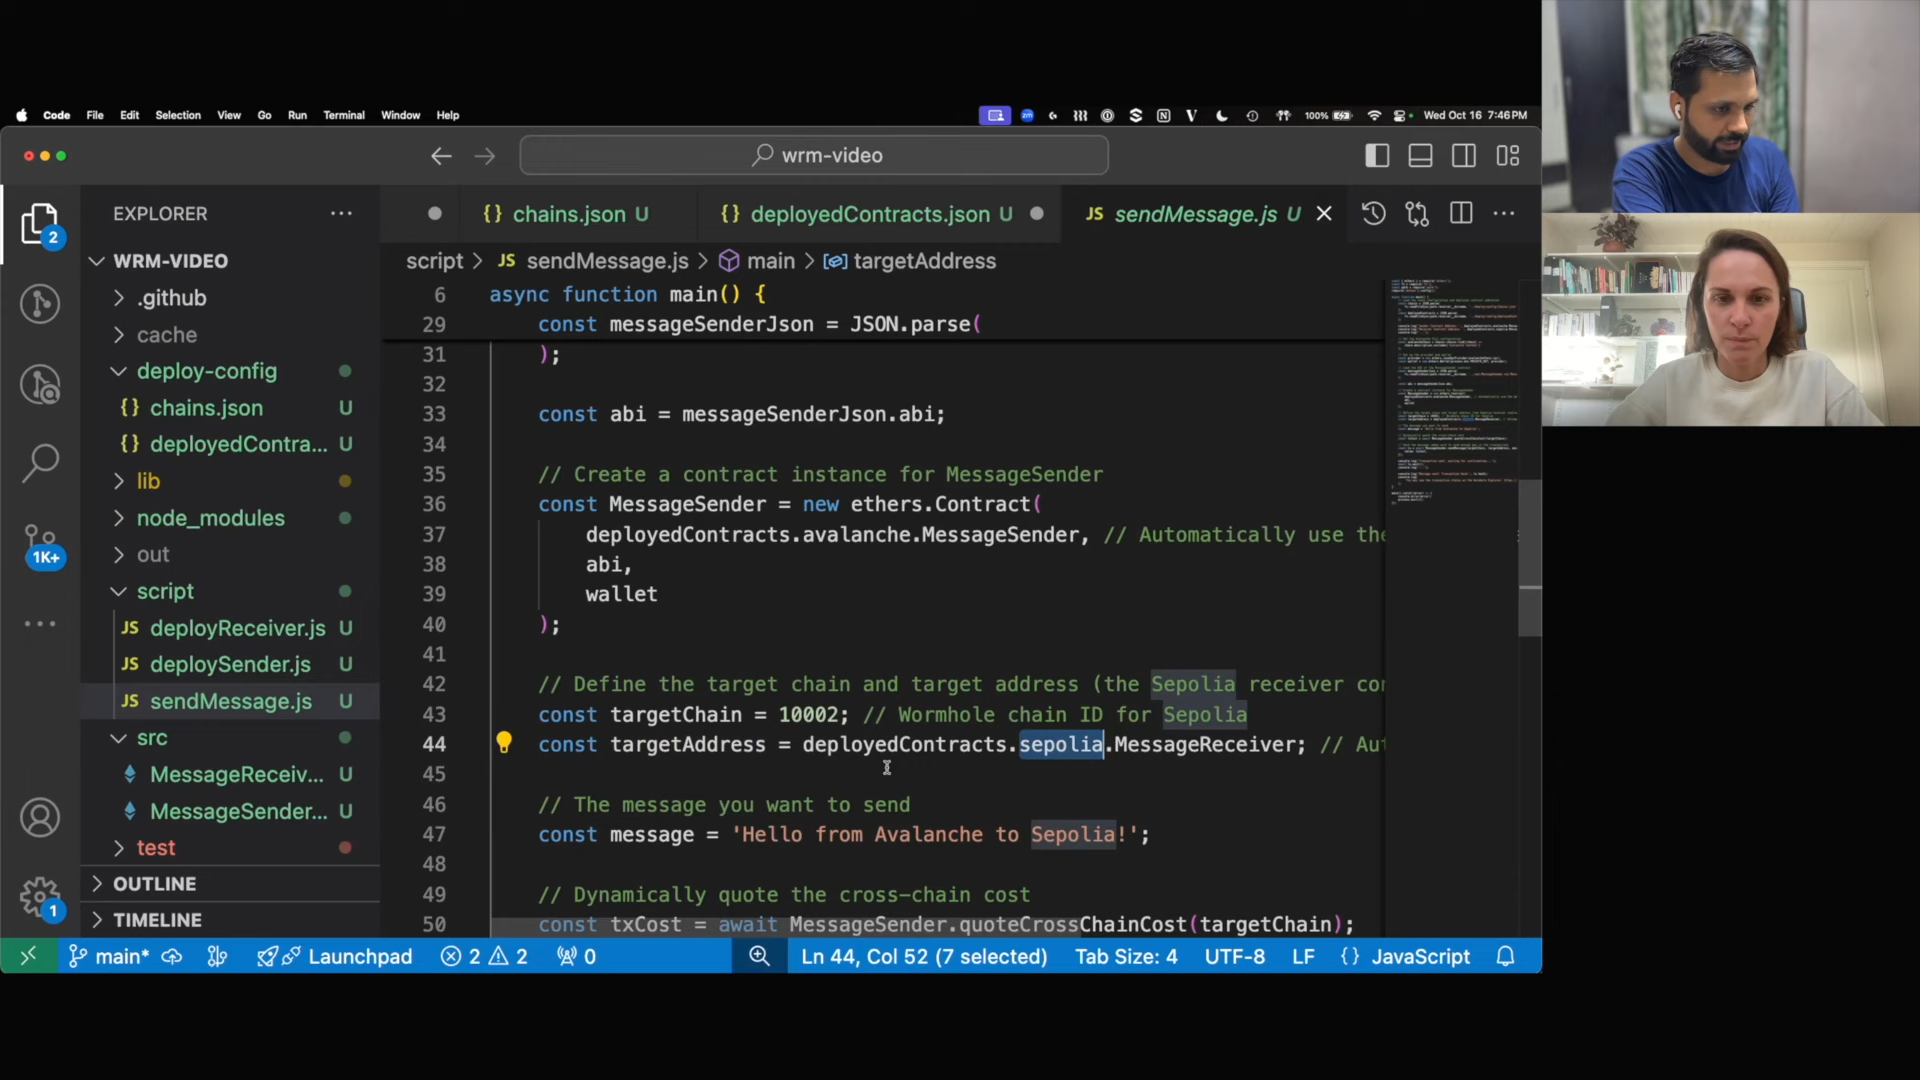 Code File Edit Selection View Go Run Terminal Window Help
100% Wed Oct 16 7:46 PM
wrm-video
EXPLORER
chains.json U
deployedContracts.json U
JS sendMessage.js U
WRM-VIDEO
.github
cache
deploy-config
chains.json U
deployedContra... U
lib
node_modules
out
script
JS deployReceiver.js U
JS deploySender.js U
JS sendMessage.js U
src
MessageReceiv... U
MessageSender... U
test
OUTLINE
TIMELINE
2
1K+
1
script > JS sendMessage.js > main > targetAddress
6 async function main() {
29 const messageSenderJson = JSON.parse(
31 );
32
33 const abi = messageSenderJson.abi;
34
35 // Create a contract instance for MessageSender
36 const MessageSender = new ethers.Contract(
37 deployedContracts.avalanche.MessageSender, // Automatically use the
38 abi,
39 wallet
40 );
41
42 // Define the target chain and target address (the Sepolia receiver con
43 const targetChain = 10002; // Wormhole chain ID for Sepolia
44 const targetAddress = deployedContracts.sepolia.MessageReceiver; // Aut
45
46 // The message you want to send
47 const message = 'Hello from Avalanche to Sepolia!';
48
49 // Dynamically quote the cross-chain cost
50 const txCost = await MessageSender.quoteCrossChainCost(targetChain);
main* Launchpad 2 2 0 Ln 44, Col 52 (7 selected) Tab Size: 4 UTF-8 LF {} JavaScript